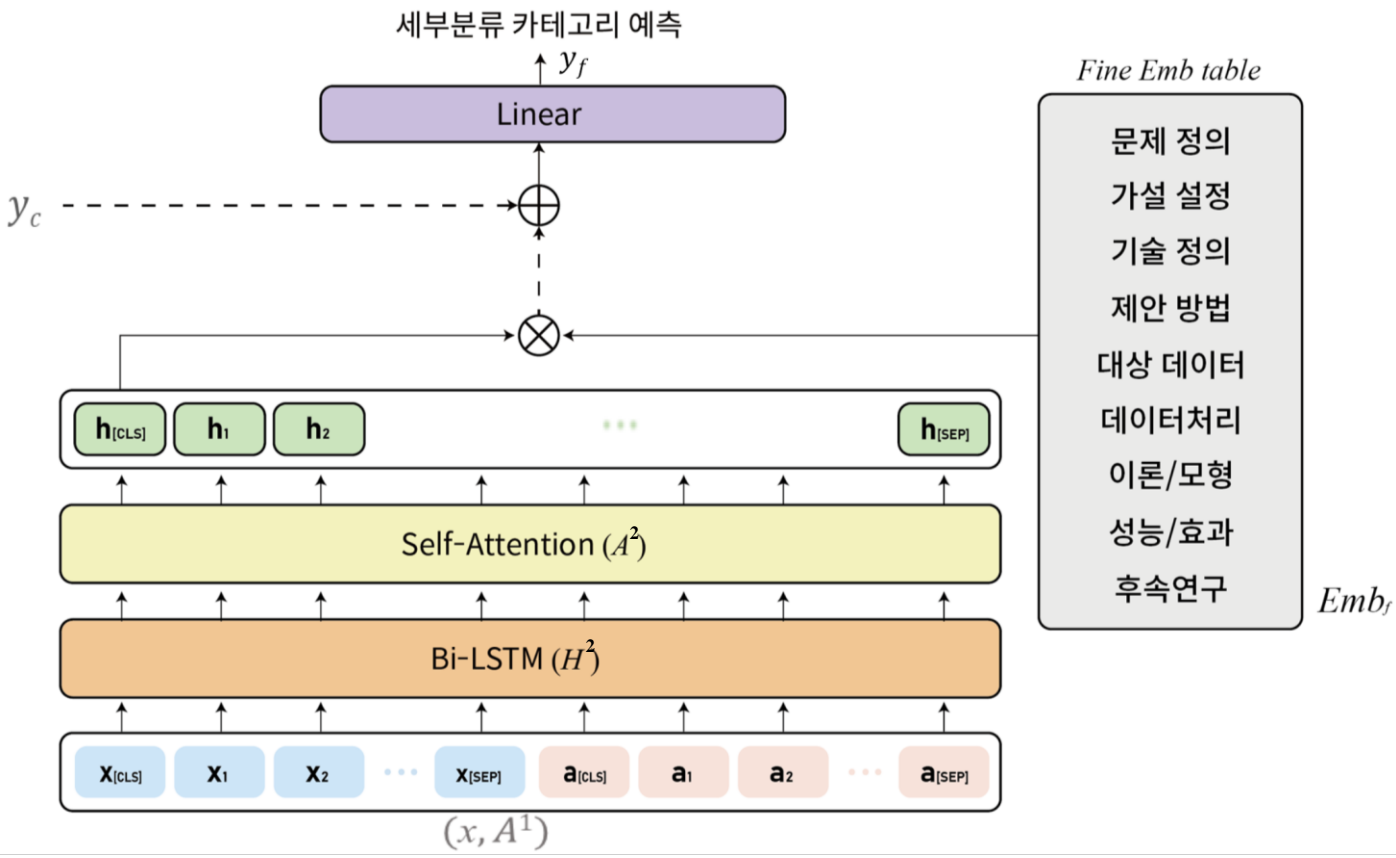 세부분류 카테고리 예측
y_f
Linear
y_c
Fine Emb table
문제 정의
가설 설정
기술 정의
제안 방법
대상 데이터
데이터처리
이론/모형
성능/효과
후속연구
Emb_f
h[CLS] h1 h2 ··· h[SEP]
Self-Attention (A²)
Bi-LSTM (H²)
x[CLS] x1 x2 ··· x[SEP] a[CLS] a1 a2 ··· a[SEP]
(x, A¹)